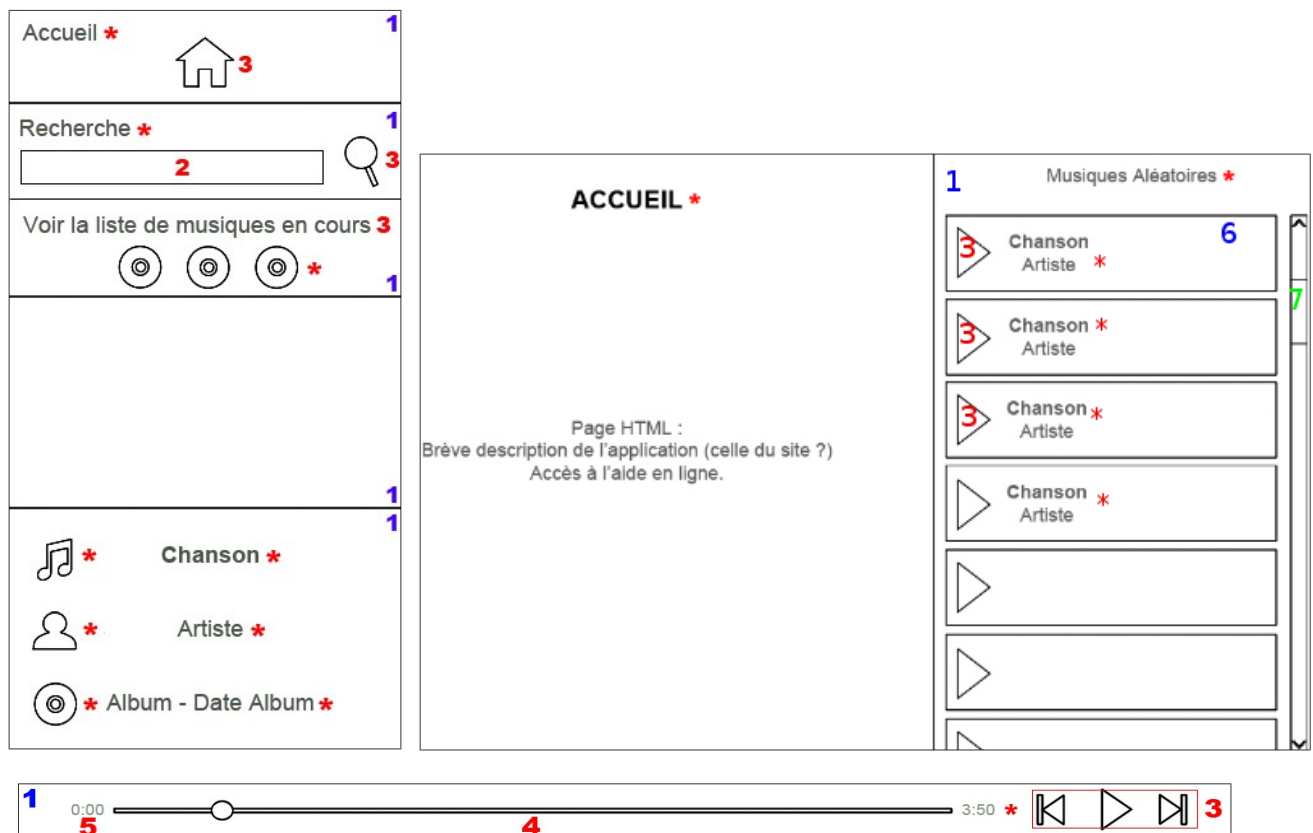 Accueil * 1
3
Recherche * 1
2 3
Voir la liste de musiques en cours 3
* 1
1
1
* Chanson *
* Artiste *
* Album - Date Album *
ACCUEIL *
Page HTML :
Brève description de l'application (celle du site ?)
Accès à l'aide en ligne.
1 Musiques Aléatoires *
3 Chanson 6
Artiste *
7
3 Chanson *
Artiste
3 Chanson *
Artiste
Chanson *
Artiste
1
0:00 3:50 * 3
5 4